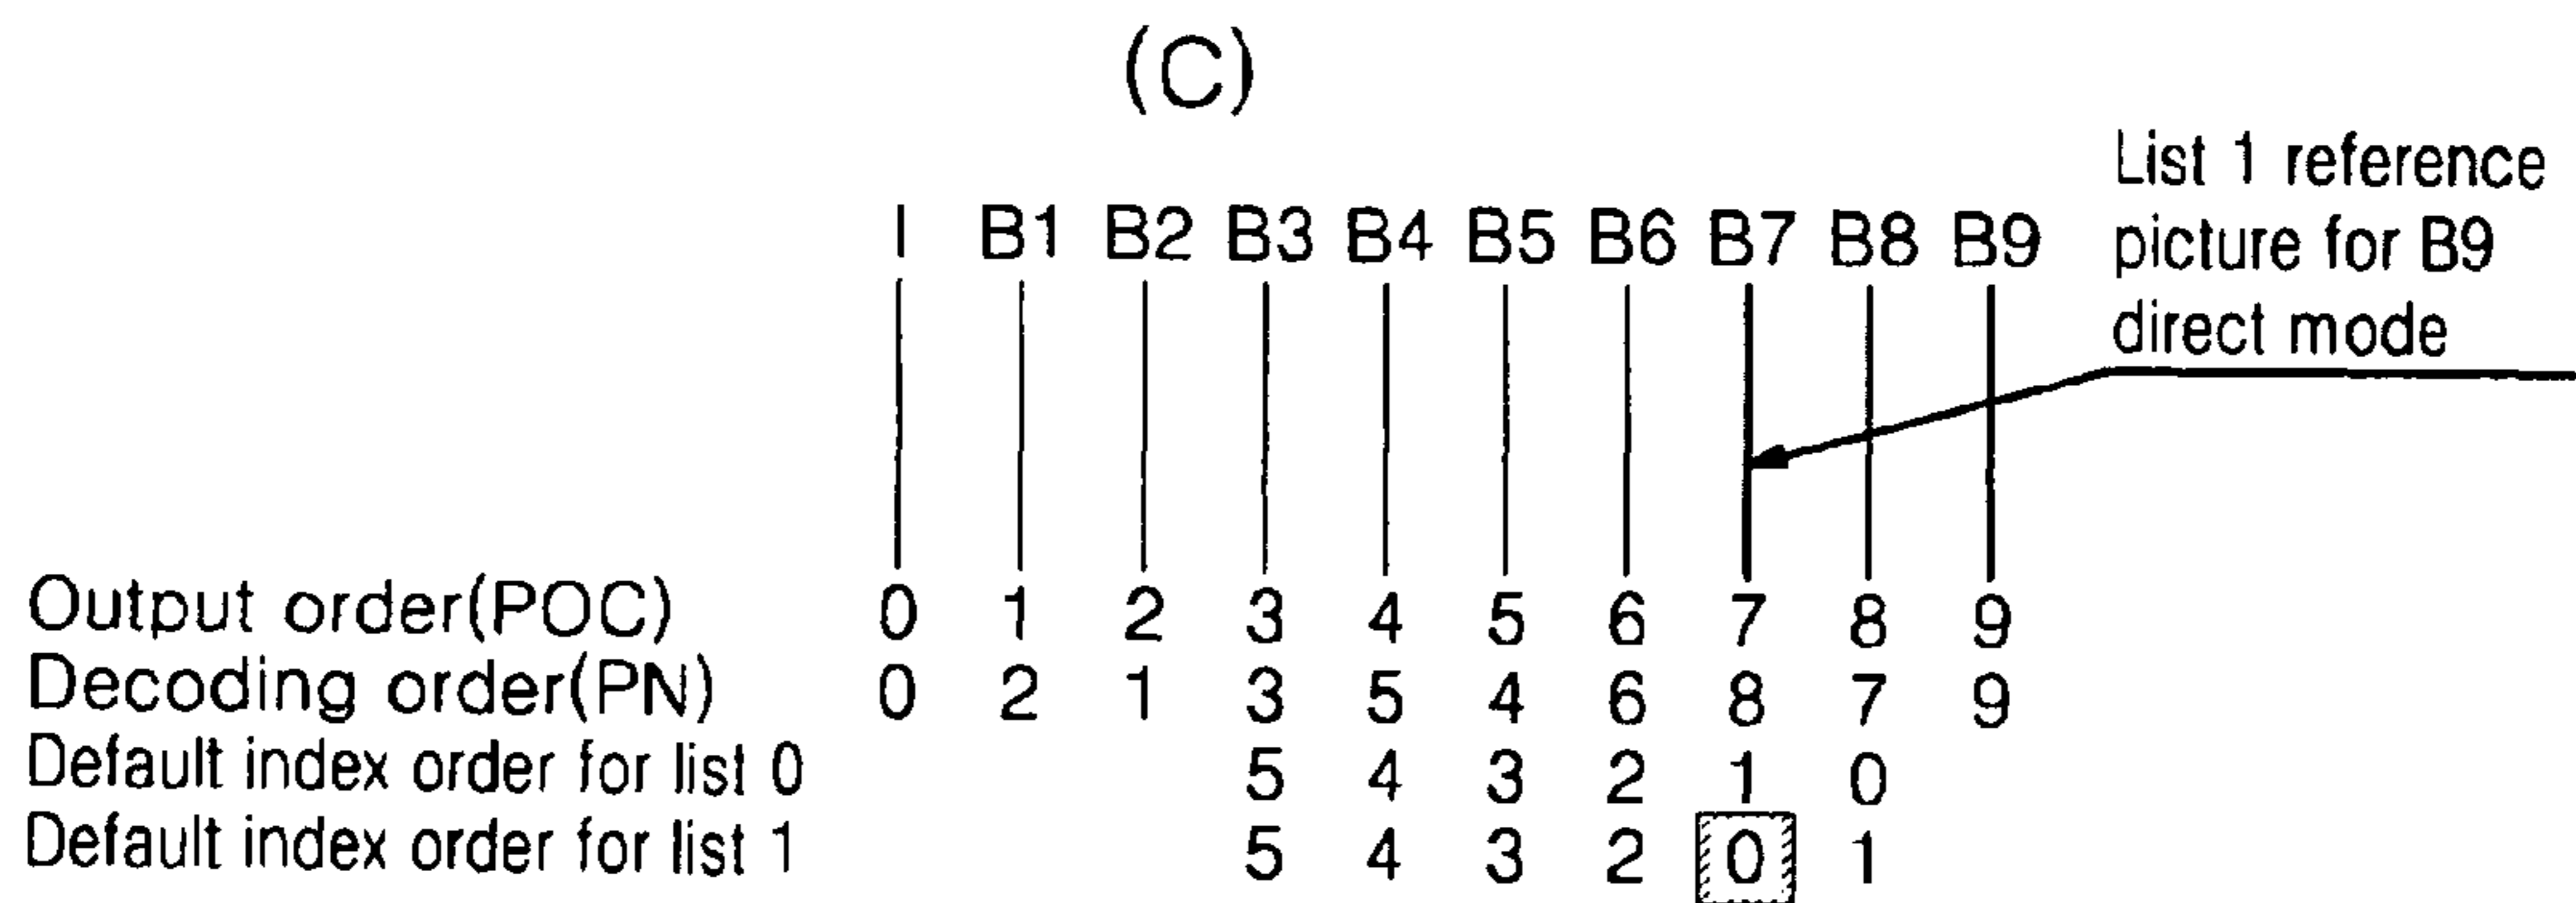 (C)
I B1 B2 B3 B4 B5 B6 B7 B8 B9
List 1 reference
picture for B9
direct mode
Output order(POC) 0 1 2 3 4 5 6 7 8 9
Decoding order(PN) 0 2 1 3 5 4 6 8 7 9
Default index order for list 0 5 4 3 2 1 0
Default index order for list 1 5 4 3 2 0 1